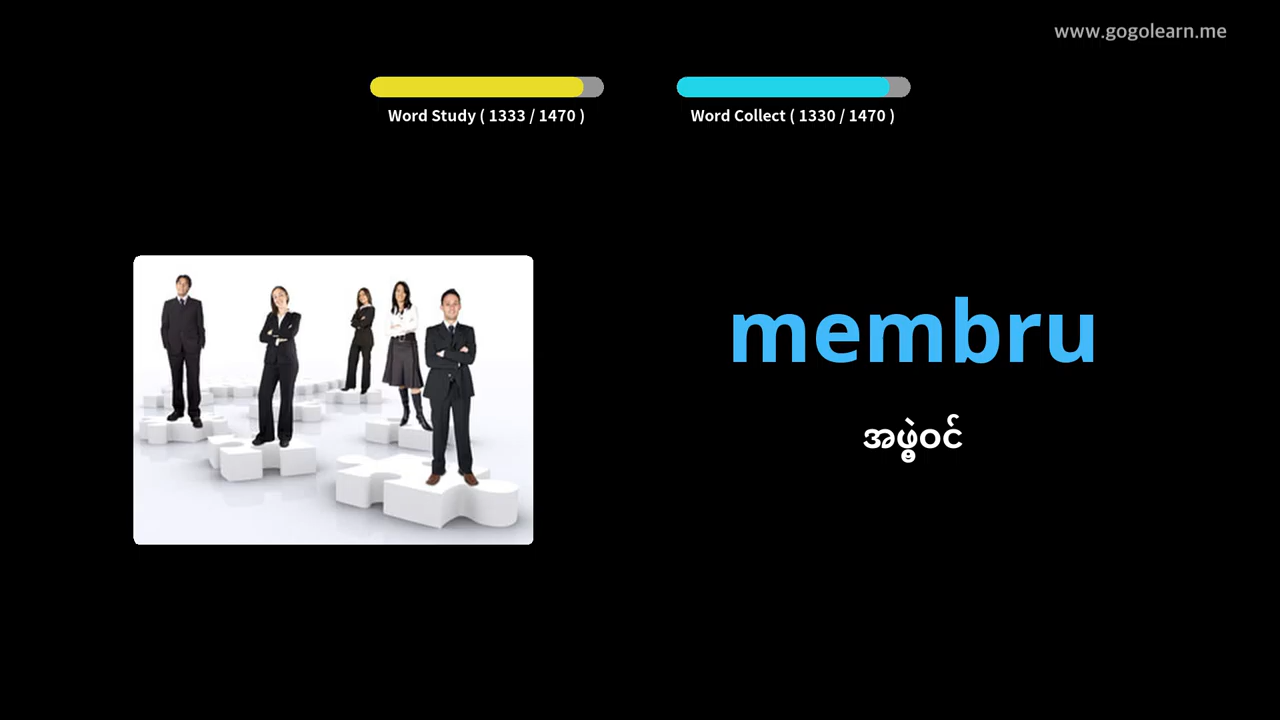 www.gogolearn.me
Word Study ( 1333 / 1470 )
Word Collect ( 1330 / 1470 )
membru
အဖွဲ့ဝင်